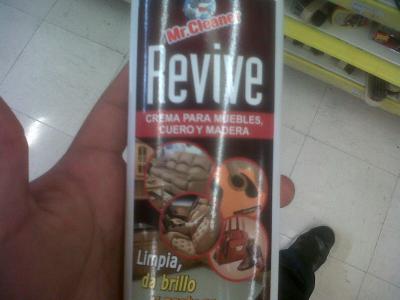 Mr. Cleaner
Revive
CREMA PARA MUEBLES,
CUERO Y MADERA
Limpia,
da brillo